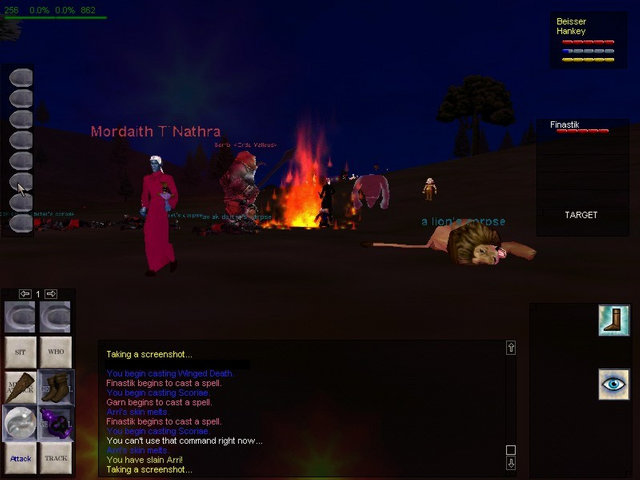 256 0.0% 0.0% 862
Beisser
Hankey
Finastik
TARGET
Mordaith T`Nathra
a lion's corpse
1
SIT
WHO
Attack
TRACK
Taking a screenshot...
You begin casting Winged Death.
Finastik begins to cast a spell.
You begin casting Scoriae.
Garn begins to cast a spell.
Arri's skin melts.
Finastik begins to cast a spell.
You begin casting Scoriae.
You can't use that command right now...
Arri's skin melts.
You have slain Arri!
Taking a screenshot...